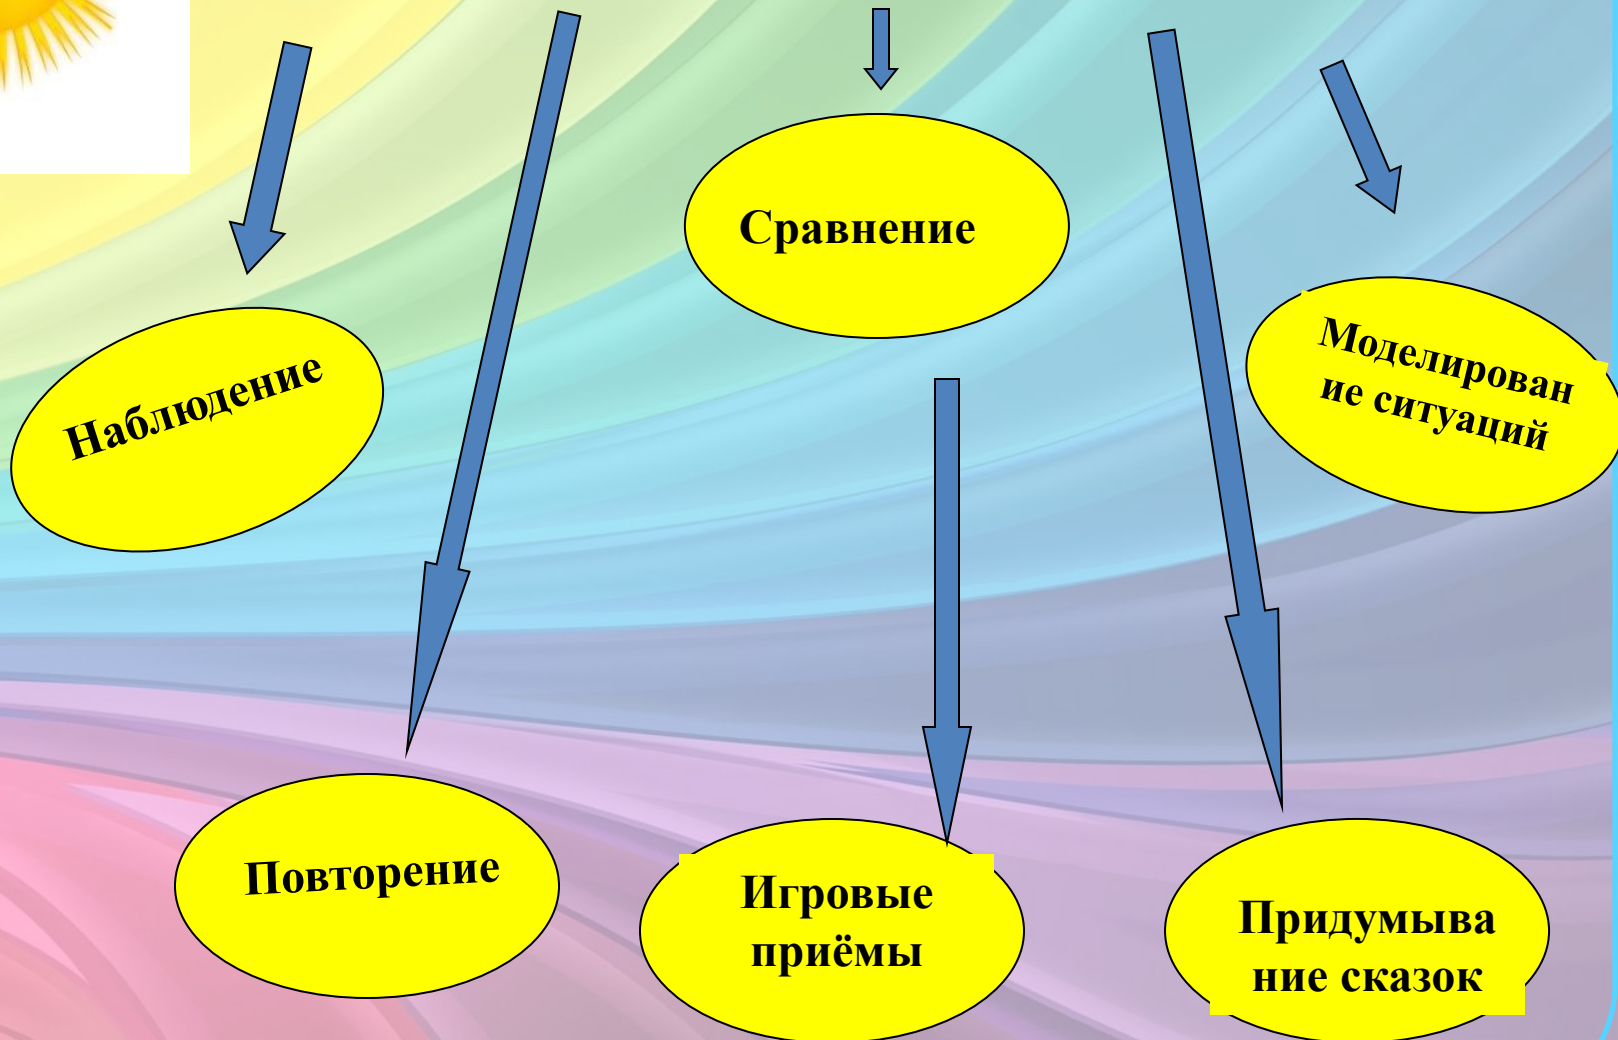 Сравнение
Наблюдение
Моделирован
ие ситуаций
Повторение
Игровые
приёмы
Придумыва
ние сказок